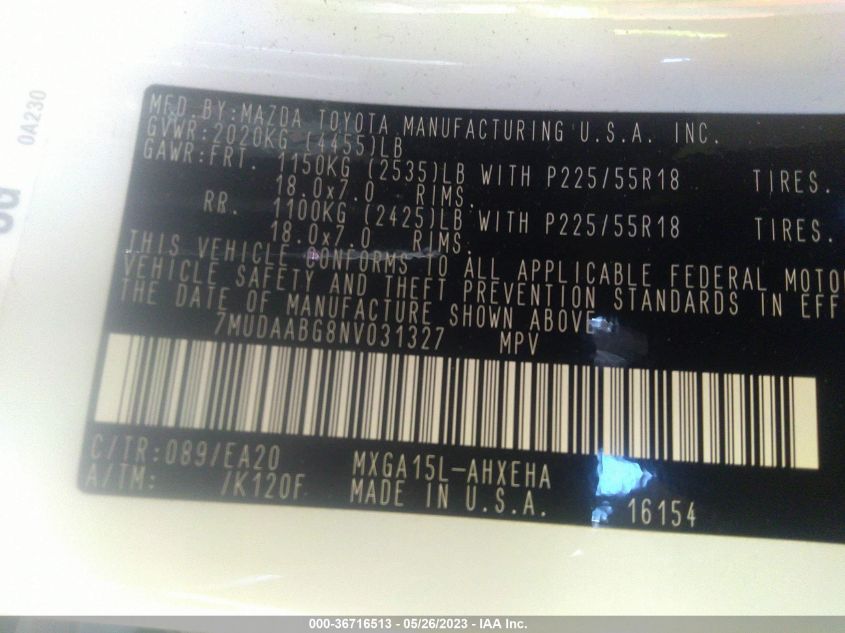 0A230
MFD.BY:MAZDA TOYOTA MANUFACTURING U.S.A. INC.
GVWR:2020KG (4455)LB
GAWR:FRT. 1150KG (2535)LB WITH P225/55R18 TIRES.
18.0x7.0 RIMS.
RR. 1100KG (2425)LB WITH P225/55R18 TIRES.
18.0x7.0 RIMS.
THIS VEHICLE CONFORMS TO ALL APPLICABLE FEDERAL MOTO
VEHICLE SAFETY AND THEFT PREVENTION STANDARDS IN EFF
THE DATE OF MANUFACTURE SHOWN ABOVE.
7MUDAABG8NV031327 MPV
C/TR:089/EA20 MXGA15L-AHXEHA
A/TM: /K120F MADE IN U.S.A. 16154
000-36716513 - 05/26/2023 - IAA Inc.